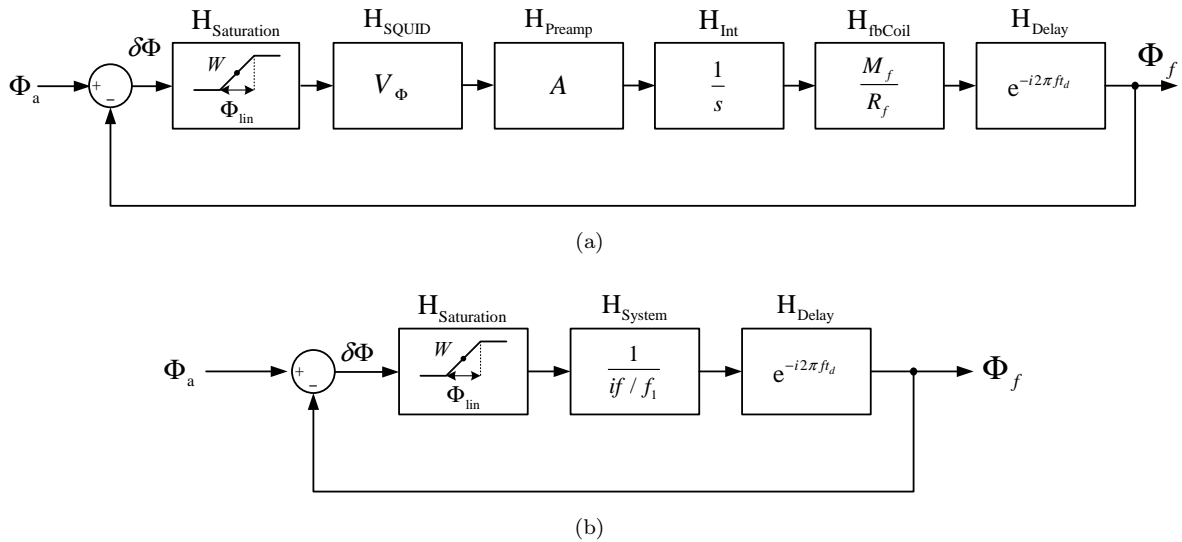 H_Saturation H_SQUID H_Preamp H_Int H_fbCoil H_Delay
Φ_a + − δΦ W Φ_lin V_Φ A 1/s M_f/R_f e^{−i2πft_d} Φ_f
(a)
H_Saturation H_System H_Delay
Φ_a + − δΦ W Φ_lin 1/(if / f_1) e^{−i2πft_d} Φ_f
(b)